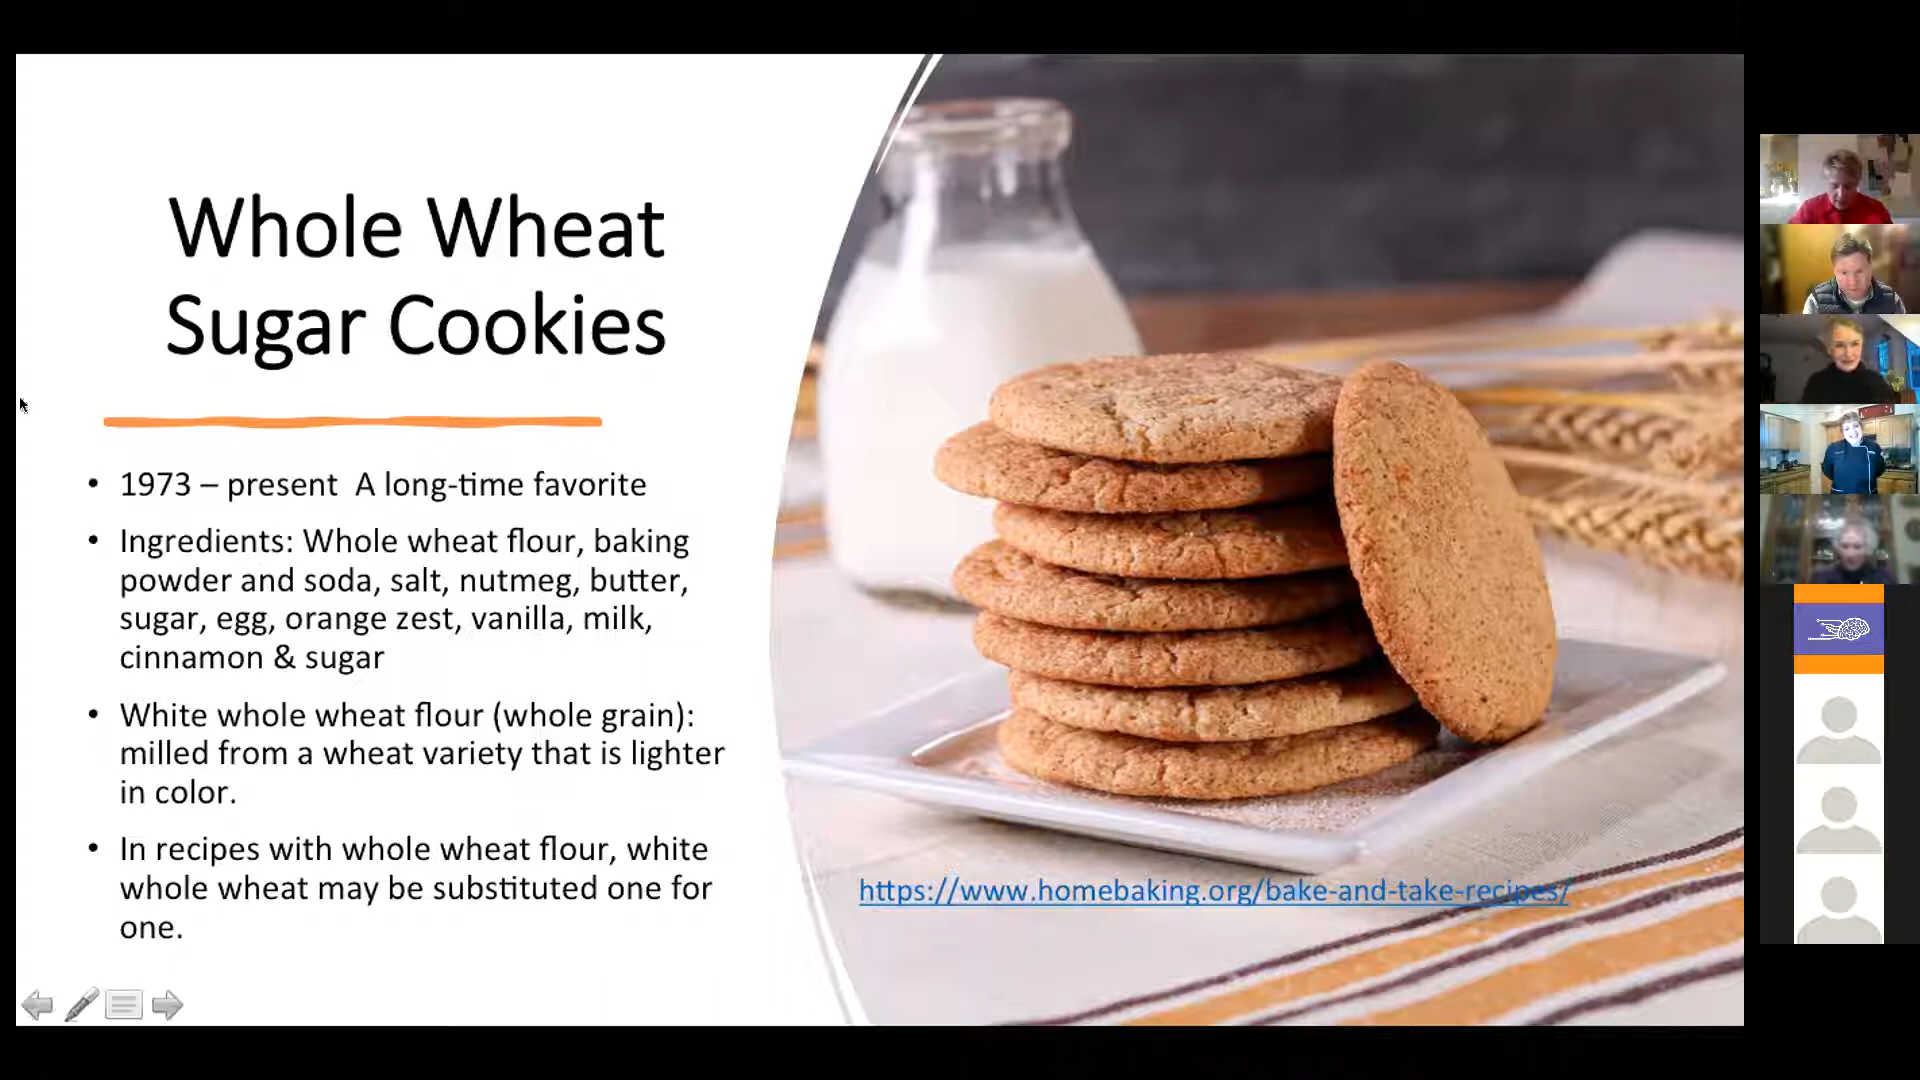 Whole Wheat
Sugar Cookies
• 1973 – present  A long-time favorite
• Ingredients: Whole wheat flour, baking
powder and soda, salt, nutmeg, butter,
sugar, egg, orange zest, vanilla, milk,
cinnamon & sugar
• White whole wheat flour (whole grain):
milled from a wheat variety that is lighter
in color.
• In recipes with whole wheat flour, white
whole wheat may be substituted one for
one.
https://www.homebaking.org/bake-and-take-recipes/